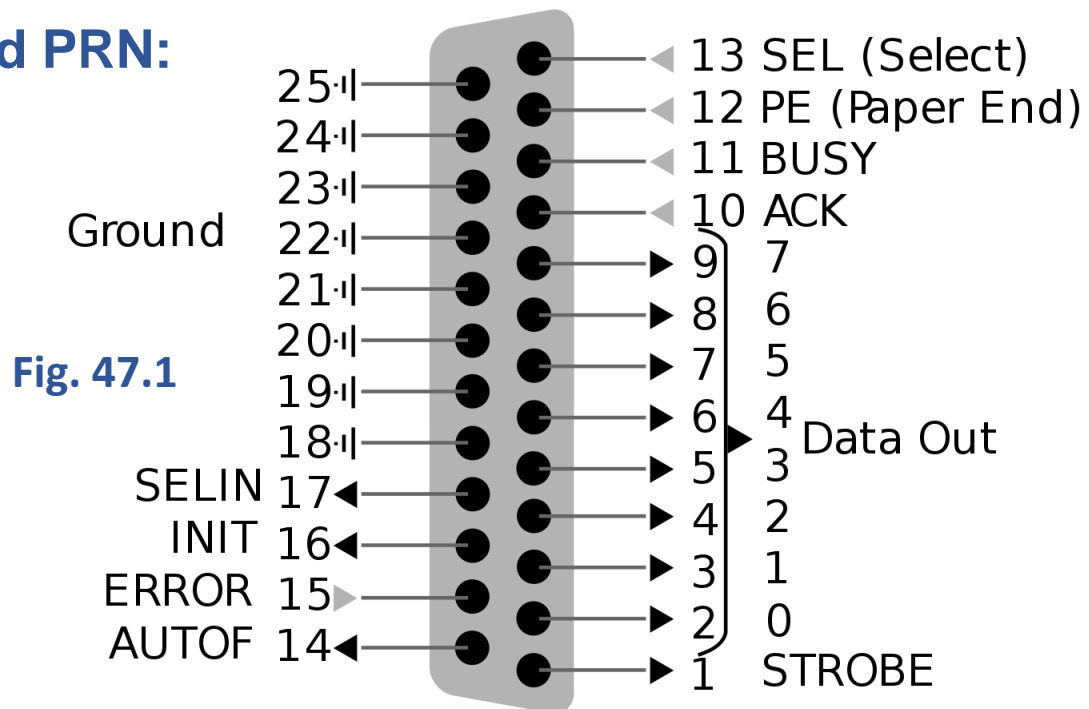 d PRN:
25
24
23
Ground 22
21
20
Fig. 47.1
19
18
SELIN 17
INIT 16
ERROR 15
AUTOF 14
13 SEL (Select)
12 PE (Paper End)
11 BUSY
10 ACK
9 7
8 6
7 5
6 4
Data Out
5 3
4 2
3 1
2 0
1 STROBE